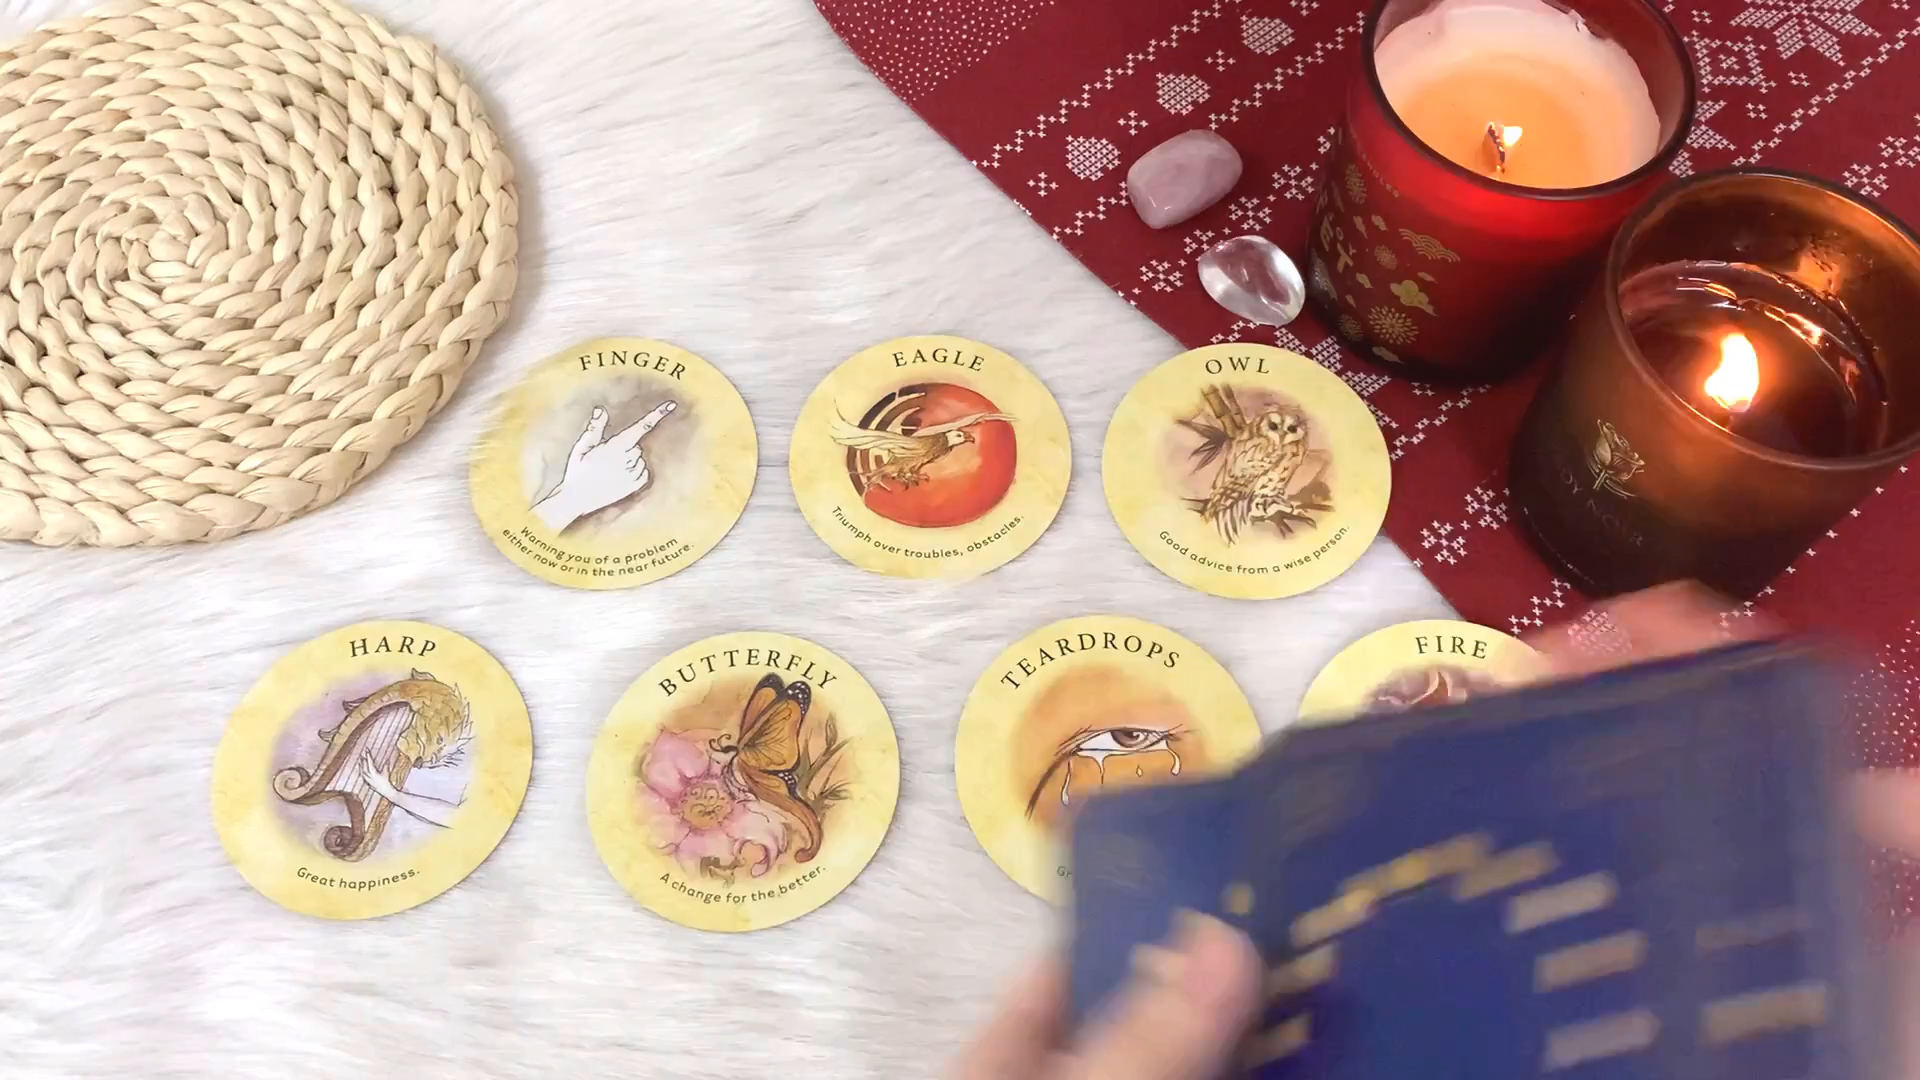 FINGER
Warning you of a problem
either now or in the near future.
EAGLE
Triumph over troubles, obstacles.
OWL
Good advice from a wise person.
HARP
Great happiness.
BUTTERFLY
A change for the better.
TEARDROPS
FIRE